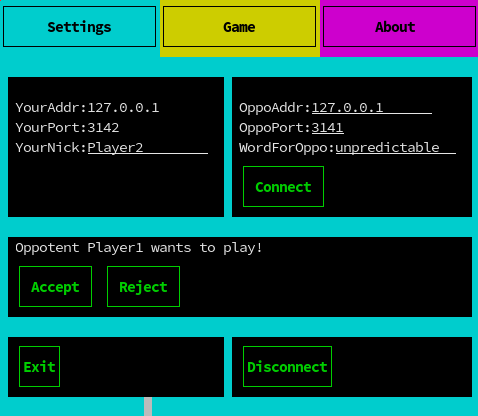 Settings Game About
YourAddr:127.0.0.1
YourPort:3142
YourNick:Player2
OppoAddr:127.0.0.1
OppoPort:3141
WordForOppo:unpredictable
Connect
Oppotent Player1 wants to play!
Accept Reject
Exit Disconnect